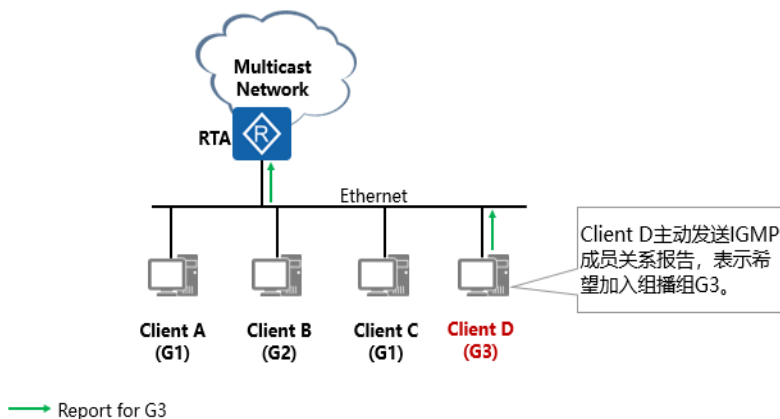 Multicast
Network
R
RTA
Ethernet
Client D主动发送IGMP
成员关系报告，表示希
望加入组播组G3。
Client A
(G1)
Client B
(G2)
Client C
(G1)
Client D
(G3)
Report for G3